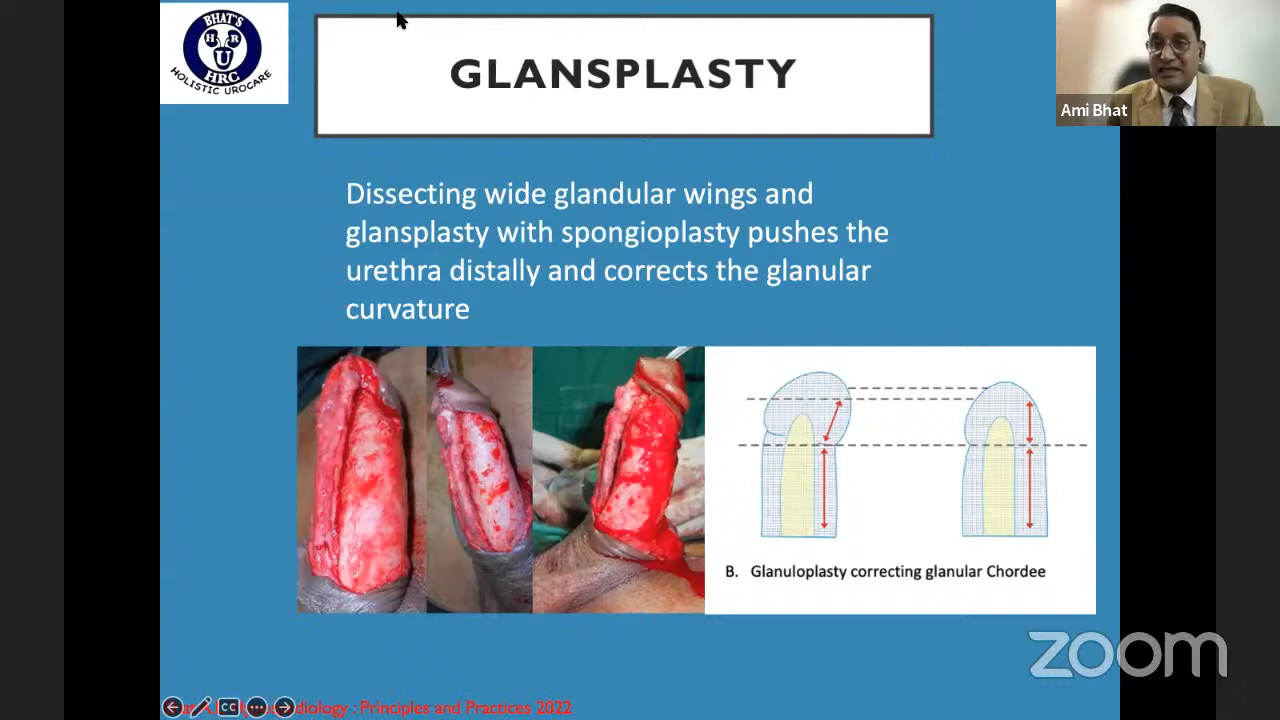 BHAT'S
H R
U
HRC
HOLISTIC UROCARE
GLANSPLASTY
Ami Bhat
Dissecting wide glandular wings and
glansplasty with spongioplasty pushes the
urethra distally and corrects the glanular
curvature
B. Glanuloplasty correcting glanular Chordee
zoom
CC
: Principles and Practices 2022